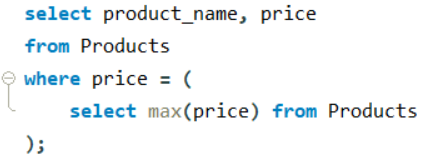 select product_name, price
from Products
where price = (
    select max(price) from Products
);